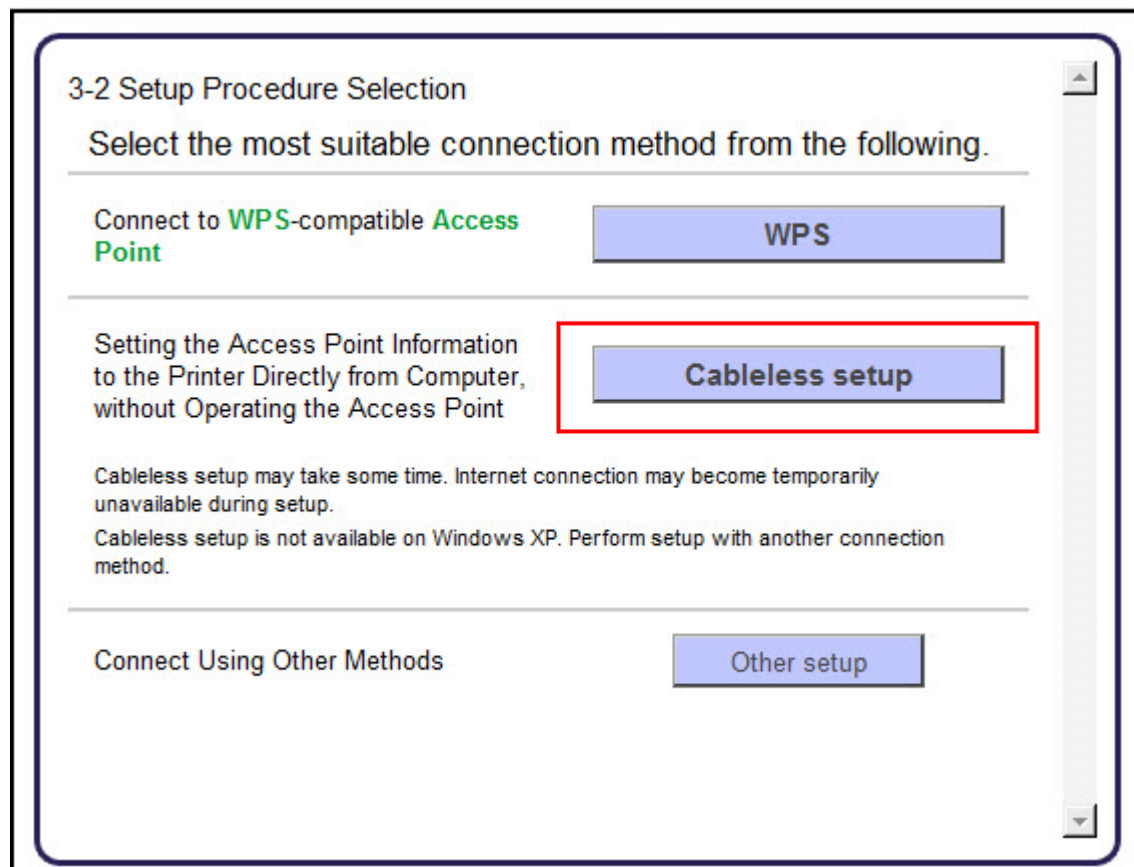 3-2 Setup Procedure Selection
Select the most suitable connection method from the following.
Connect to WPS-compatible Access
Point
WPS
Setting the Access Point Information
to the Printer Directly from Computer,
without Operating the Access Point
Cableless setup
Cableless setup may take some time. Internet connection may become temporarily
unavailable during setup.
Cableless setup is not available on Windows XP. Perform setup with another connection
method.
Connect Using Other Methods
Other setup